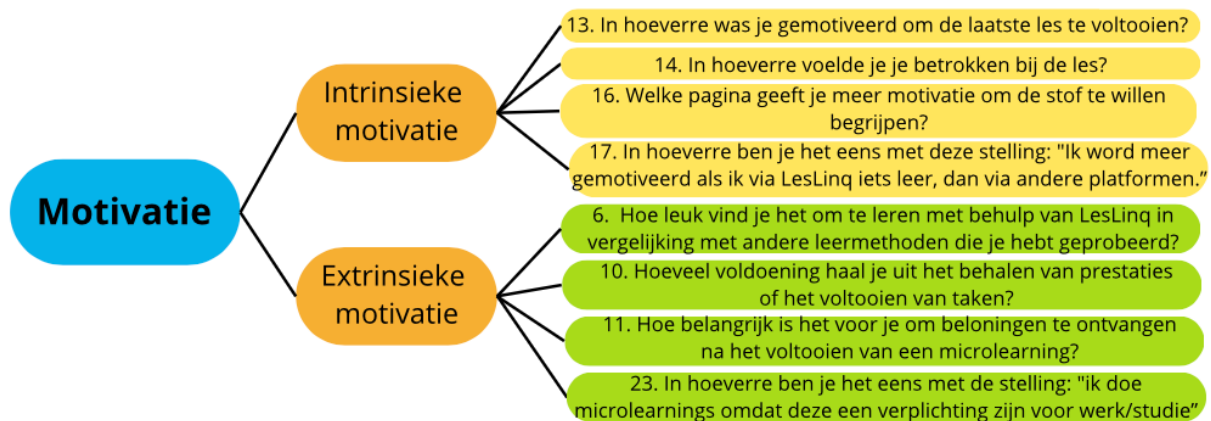 Motivatie
Intrinsieke
motivatie
13. In hoeverre was je gemotiveerd om de laatste les te voltooien?
14. In hoeverre voelde je je betrokken bij de les?
16. Welke pagina geeft je meer motivatie om de stof te willen
begrijpen?
17. In hoeverre ben je het eens met deze stelling: "Ik word meer
gemotiveerd als ik via LesLinq iets leer, dan via andere platformen.”
Extrinsieke
motivatie
6. Hoe leuk vind je het om te leren met behulp van LesLinq in
vergelijking met andere leermethoden die je hebt geprobeerd?
10. Hoeveel voldoening haal je uit het behalen van prestaties
of het voltooien van taken?
11. Hoe belangrijk is het voor je om beloningen te ontvangen
na het voltooien van een microlearning?
23. In hoeverre ben je het eens met de stelling: "ik doe
microlearnings omdat deze een verplichting zijn voor werk/studie”